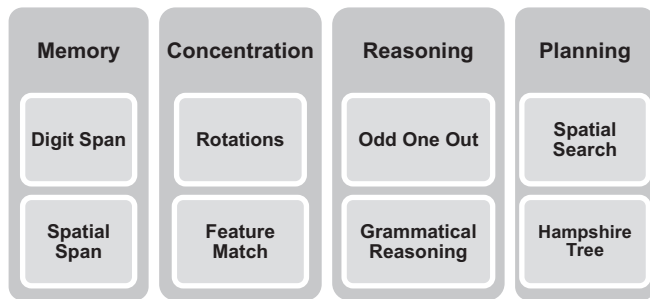 Memory
Concentration
Reasoning
Planning
Digit Span
Rotations
Odd One Out
Spatial
Search
Spatial
Span
Feature
Match
Grammatical
Reasoning
Hampshire
Tree